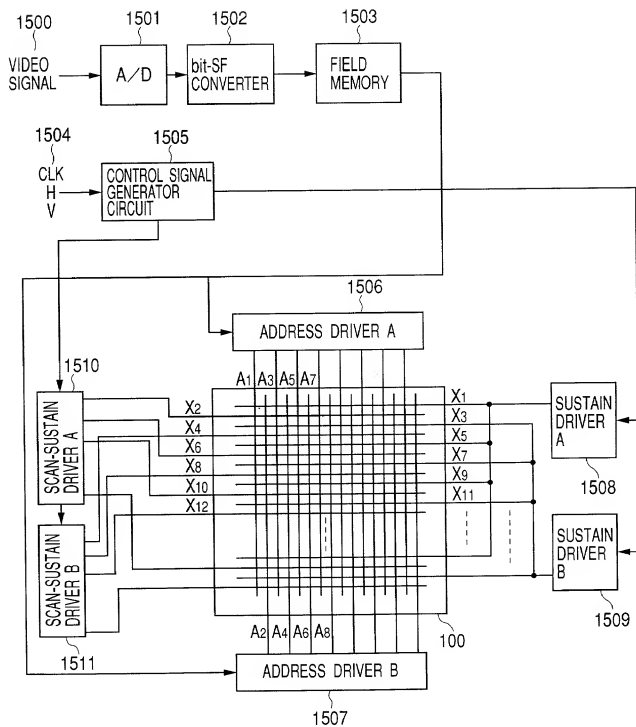 1500
1501
1502
1503
VIDEO
SIGNAL
A/D
bit-SF
CONVERTER
FIELD
MEMORY
1504
1505
CLK
H
V
CONTROL SIGNAL
GENERATOR
CIRCUIT
1506
ADDRESS DRIVER A
A1 A3 A5 A7
1510
SCAN-SUSTAIN
DRIVER A
X2
X4
X6
X8
X10
X12
X1
X3
X5
X7
X9
X11
SUSTAIN
DRIVER
A
1508
SCAN-SUSTAIN
DRIVER B
1511
SUSTAIN
DRIVER
B
1509
A2 A4 A6 A8
100
ADDRESS DRIVER B
1507